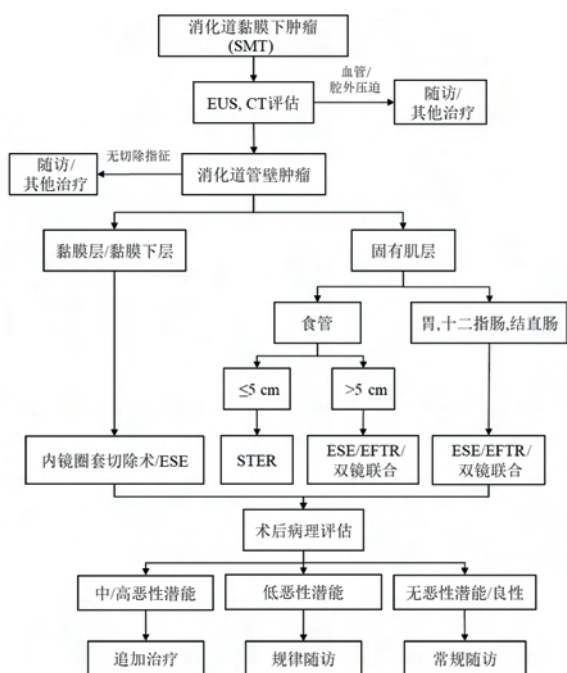 消化道黏膜下肿瘤
(SMT)
血管/
腔外压迫
EUS, CT评估
随访/
其他治疗
无切除指征
随访/
其他治疗
消化道管壁肿瘤
黏膜层/黏膜下层
固有肌层
食管
胃,十二指肠,结直肠
≤5 cm
>5 cm
内镜圈套切除术/ESE
STER
ESE/EFTR/
双镜联合
ESE/EFTR/
双镜联合
术后病理评估
中/高恶性潜能
低恶性潜能
无恶性潜能/良性
追加治疗
规律随访
常规随访